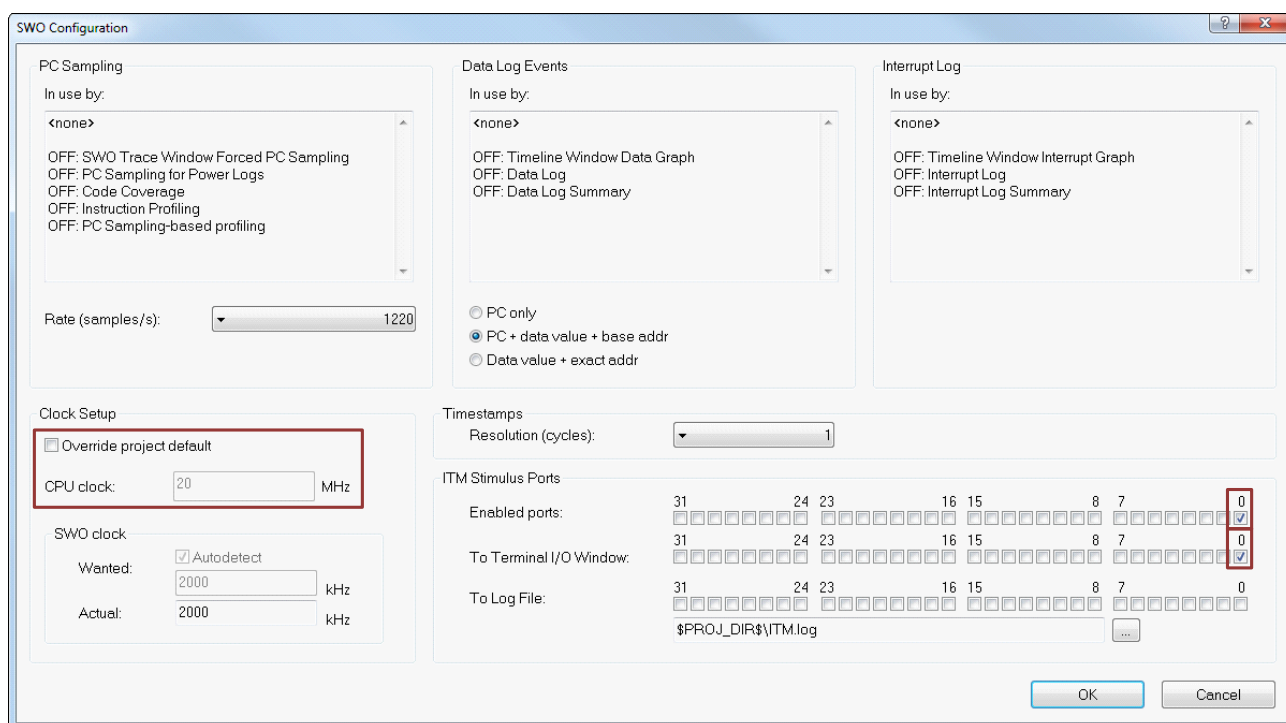 SWO Configuration
PC Sampling
In use by:
<none>
OFF: SWO Trace Window Forced PC Sampling
OFF: PC Sampling for Power Logs
OFF: Code Coverage
OFF: Instruction Profiling
OFF: PC Sampling-based profiling
Rate (samples/s):
1220
Data Log Events
In use by:
<none>
OFF: Timeline Window Data Graph
OFF: Data Log
OFF: Data Log Summary
PC only
PC + data value + base addr
Data value + exact addr
Interrupt Log
In use by:
<none>
OFF: Timeline Window Interrupt Graph
OFF: Interrupt Log
OFF: Interrupt Log Summary
Clock Setup
Override project default
CPU clock: 20 MHz
SWO clock
Autodetect
Wanted: 2000 kHz
Actual: 2000 kHz
Timestamps
Resolution (cycles): 1
ITM Stimulus Ports
31 24 23 16 15 8 7 0
Enabled ports:
31 24 23 16 15 8 7 0
To Terminal I/O Window:
31 24 23 16 15 8 7 0
To Log File:
$PROJ_DIR$\ITM.log ...
OK Cancel